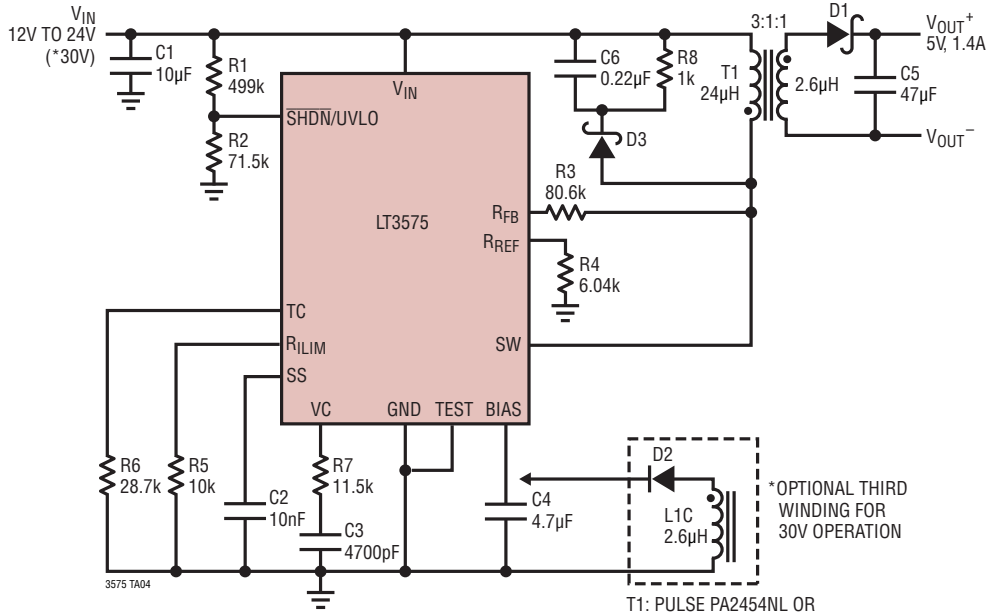 VIN
12V TO 24V
(*30V)
C1
10µF
R1
499k
R2
71.5k
VIN
SHDN/UVLO
LT3575
RFB
RREF
SW
TC
RILIM
SS
VC
GND
TEST
BIAS
C6
0.22µF
R8
1k
D3
R3
80.6k
R4
6.04k
3:1:1
T1
24µH
2.6µH
D1
VOUT+
5V, 1.4A
C5
47µF
VOUT–
R6
28.7k
R5
10k
C2
10nF
R7
11.5k
C3
4700pF
C4
4.7µF
D2
L1C
2.6µH
*OPTIONAL THIRD
WINDING FOR
30V OPERATION
3575 TA04
T1: PULSE PA2454NL OR